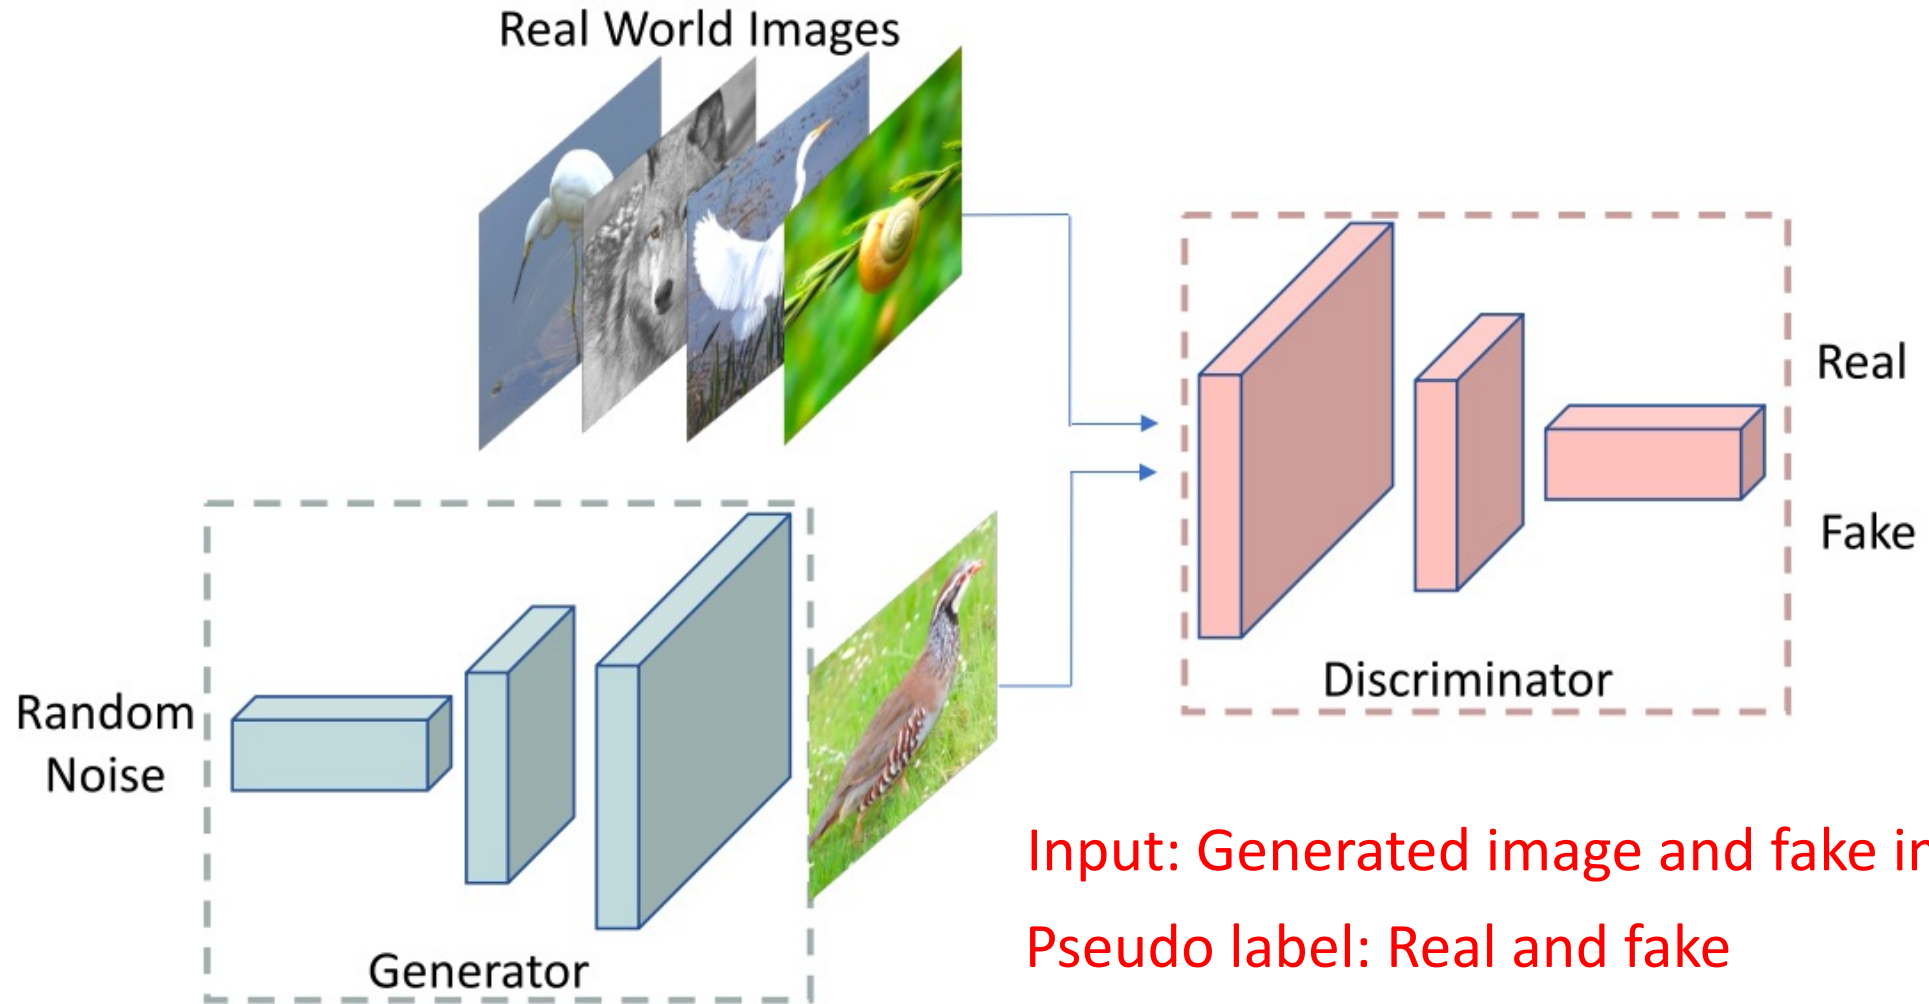 Real World Images
Real
Fake
Discriminator
Random
Noise
Generator
Input: Generated image and fake
Pseudo label: Real and fake